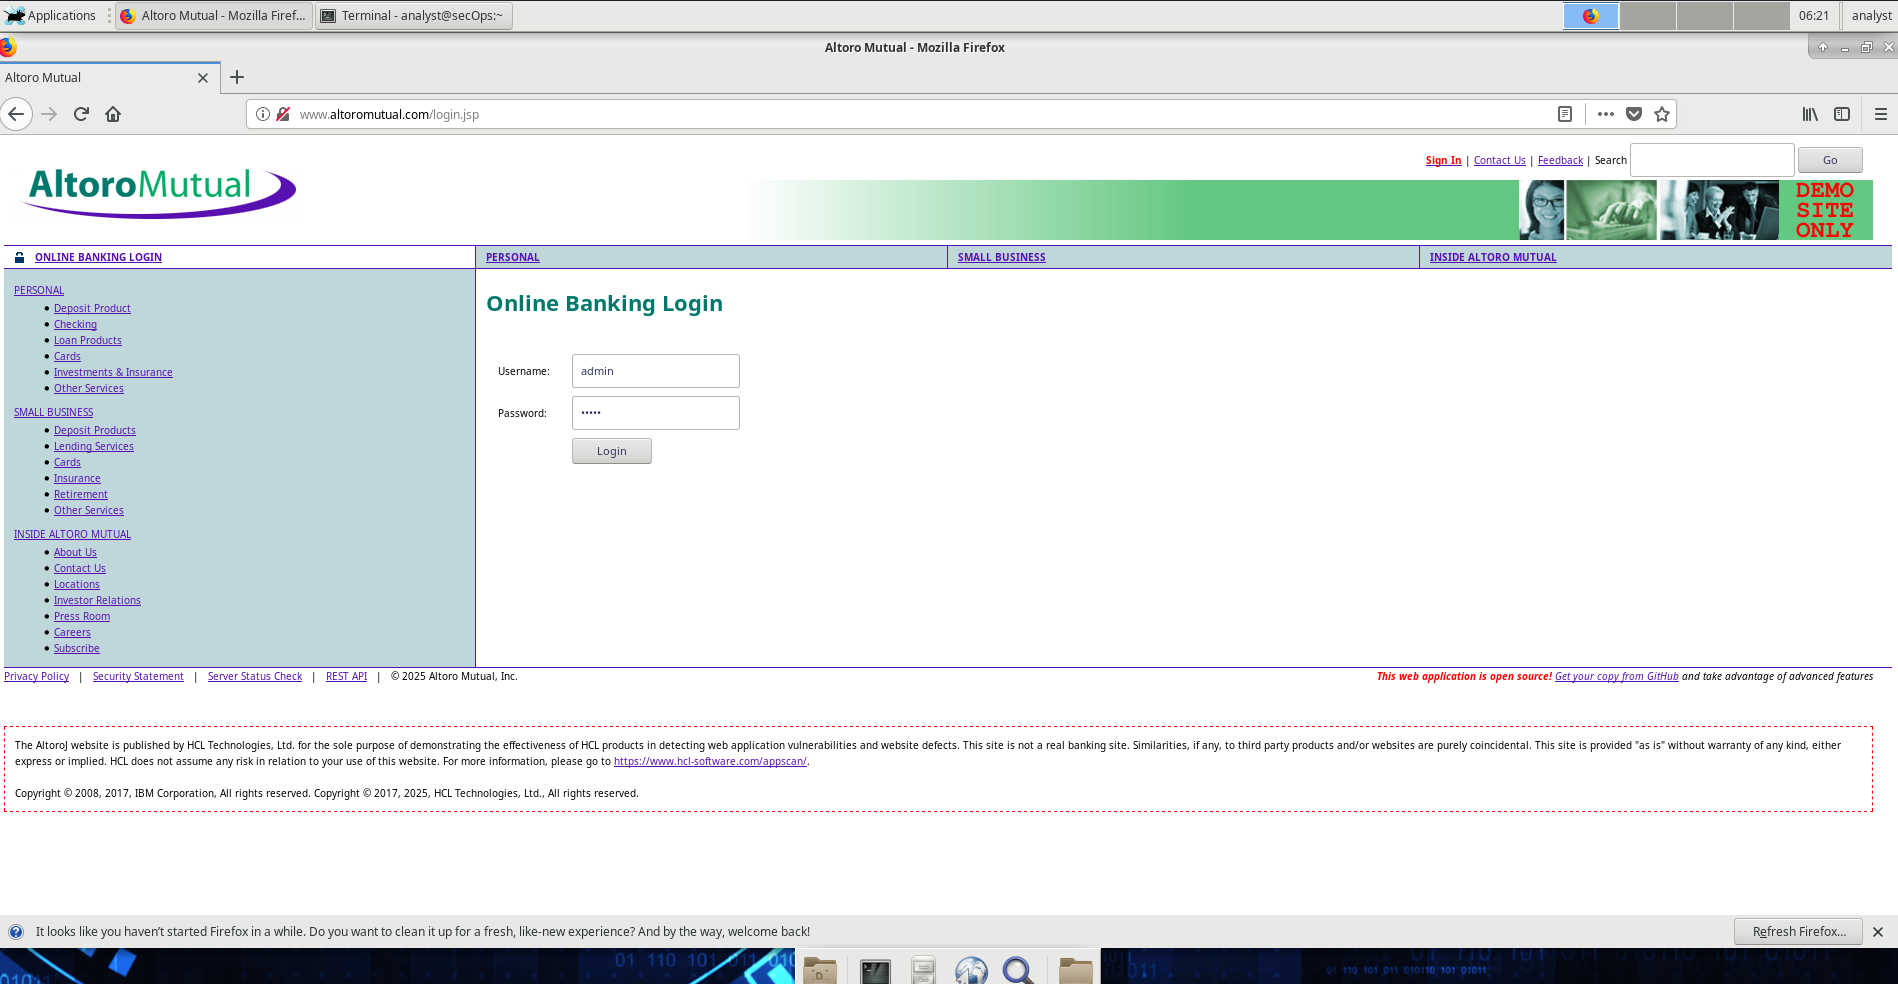 Applications
Altoro Mutual - Mozilla Firef...
Terminal - analyst@secOps:~
06:21
analyst
Altoro Mutual - Mozilla Firefox
Altoro Mutual
www.altoromutual.com/login.jsp
Sign In | Contact Us | Feedback | Search
Go
AltoroMutual
DEMO
SITE
ONLY
ONLINE BANKING LOGIN
PERSONAL
SMALL BUSINESS
INSIDE ALTORO MUTUAL
PERSONAL
Deposit Product
Checking
Loan Products
Cards
Investments & Insurance
Other Services
SMALL BUSINESS
Deposit Products
Lending Services
Cards
Insurance
Retirement
Other Services
INSIDE ALTORO MUTUAL
About Us
Contact Us
Locations
Investor Relations
Press Room
Careers
Subscribe
Online Banking Login
Username:
admin
Password:
•••••
Login
Privacy Policy | Security Statement | Server Status Check | REST API | © 2025 Altoro Mutual, Inc.
This web application is open source! Get your copy from GitHub and take advantage of advanced features
The AltoroJ website is published by HCL Technologies, Ltd. for the sole purpose of demonstrating the effectiveness of HCL products in detecting web application vulnerabilities and website defects. This site is not a real banking site. Similarities, if any, to third party products and/or websites are purely coincidental. This site is provided "as is" without warranty of any kind, either
express or implied. HCL does not assume any risk in relation to your use of this website. For more information, please go to https://www.hcl-software.com/appscan/.
Copyright © 2008, 2017, IBM Corporation, All rights reserved. Copyright © 2017, 2025, HCL Technologies, Ltd., All rights reserved.
It looks like you haven't started Firefox in a while. Do you want to clean it up for a fresh, like-new experience? And by the way, welcome back!
Refresh Firefox...